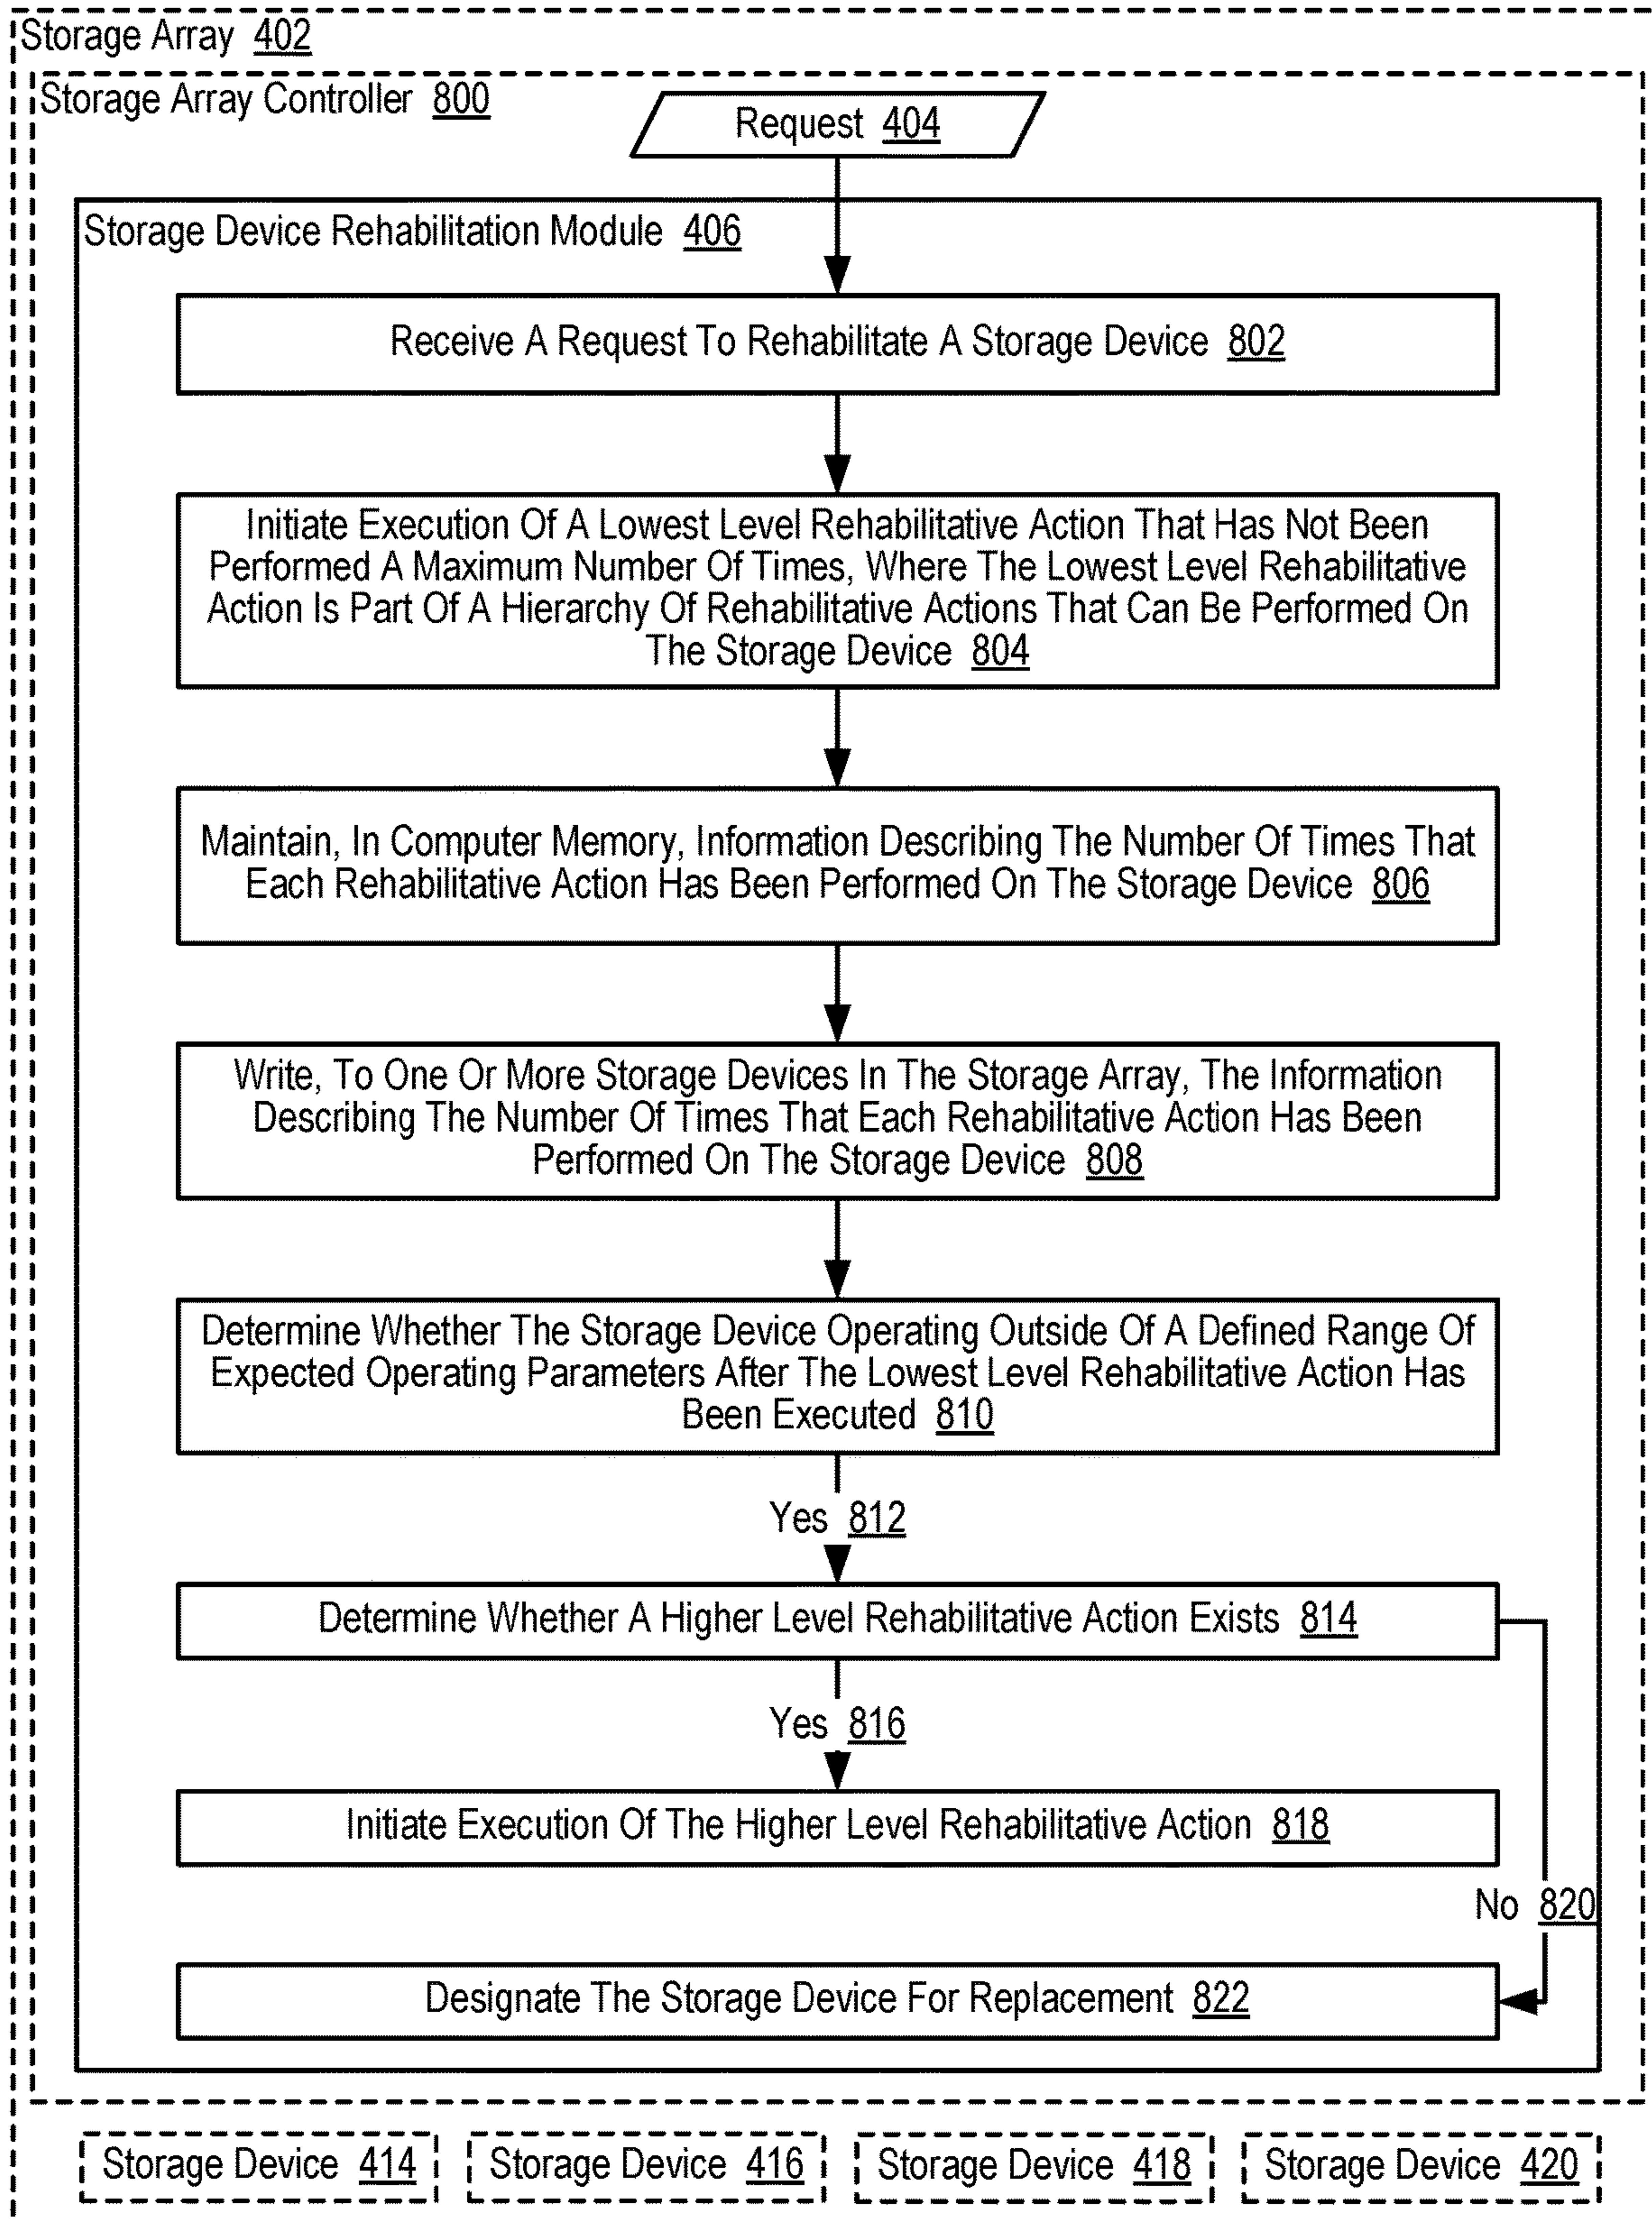 Storage Array 402
Storage Array Controller 800
Request 404
Storage Device Rehabilitation Module 406
Receive A Request To Rehabilitate A Storage Device 802
Initiate Execution Of A Lowest Level Rehabilitative Action That Has Not Been
Performed A Maximum Number Of Times, Where The Lowest Level Rehabilitative
Action Is Part Of A Hierarchy Of Rehabilitative Actions That Can Be Performed On
The Storage Device 804
Maintain, In Computer Memory, Information Describing The Number Of Times That
Each Rehabilitative Action Has Been Performed On The Storage Device 806
Write, To One Or More Storage Devices In The Storage Array, The Information
Describing The Number Of Times That Each Rehabilitative Action Has Been
Performed On The Storage Device 808
Determine Whether The Storage Device Operating Outside Of A Defined Range Of
Expected Operating Parameters After The Lowest Level Rehabilitative Action Has
Been Executed 810
Yes 812
Determine Whether A Higher Level Rehabilitative Action Exists 814
Yes 816
Initiate Execution Of The Higher Level Rehabilitative Action 818
No 820
Designate The Storage Device For Replacement 822
Storage Device 414
Storage Device 416
Storage Device 418
Storage Device 420